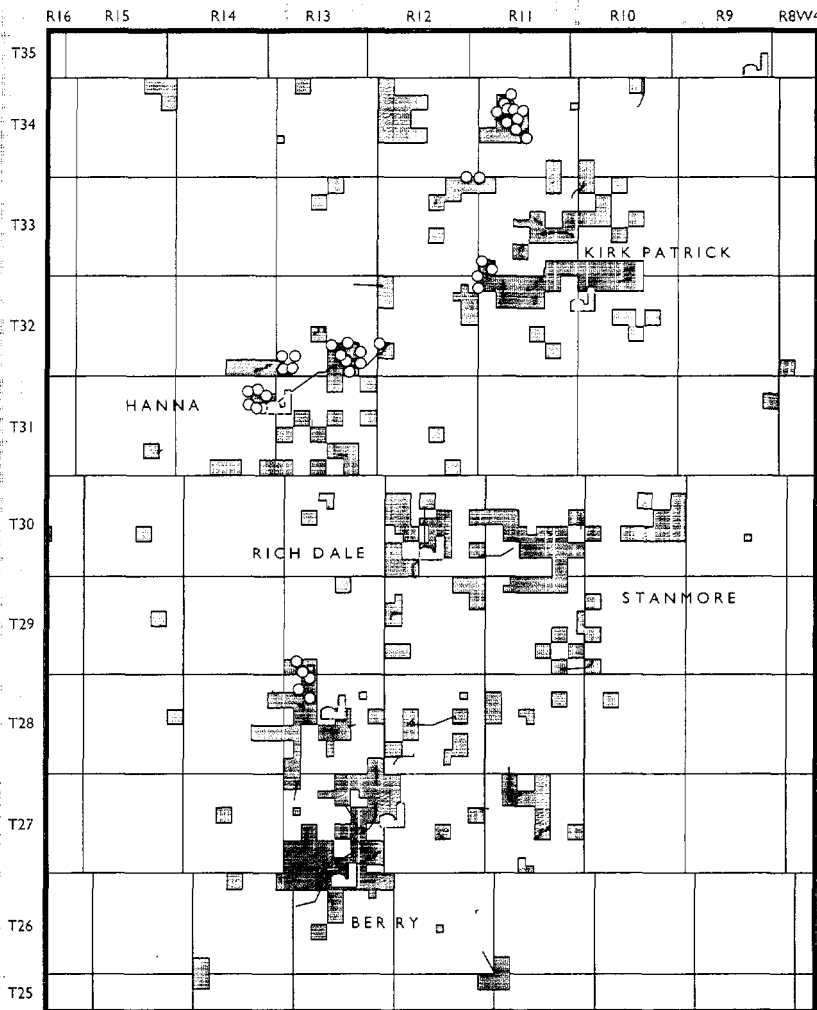 R16 R15 R14 R13 R12 R11 R10 R9 R8W4
T35
T34
T33
KIRK PATRICK
T32
HANNA
T31
T30
RICH DALE
STANMORE
T29
T28
T27
T26
BERRY
T25